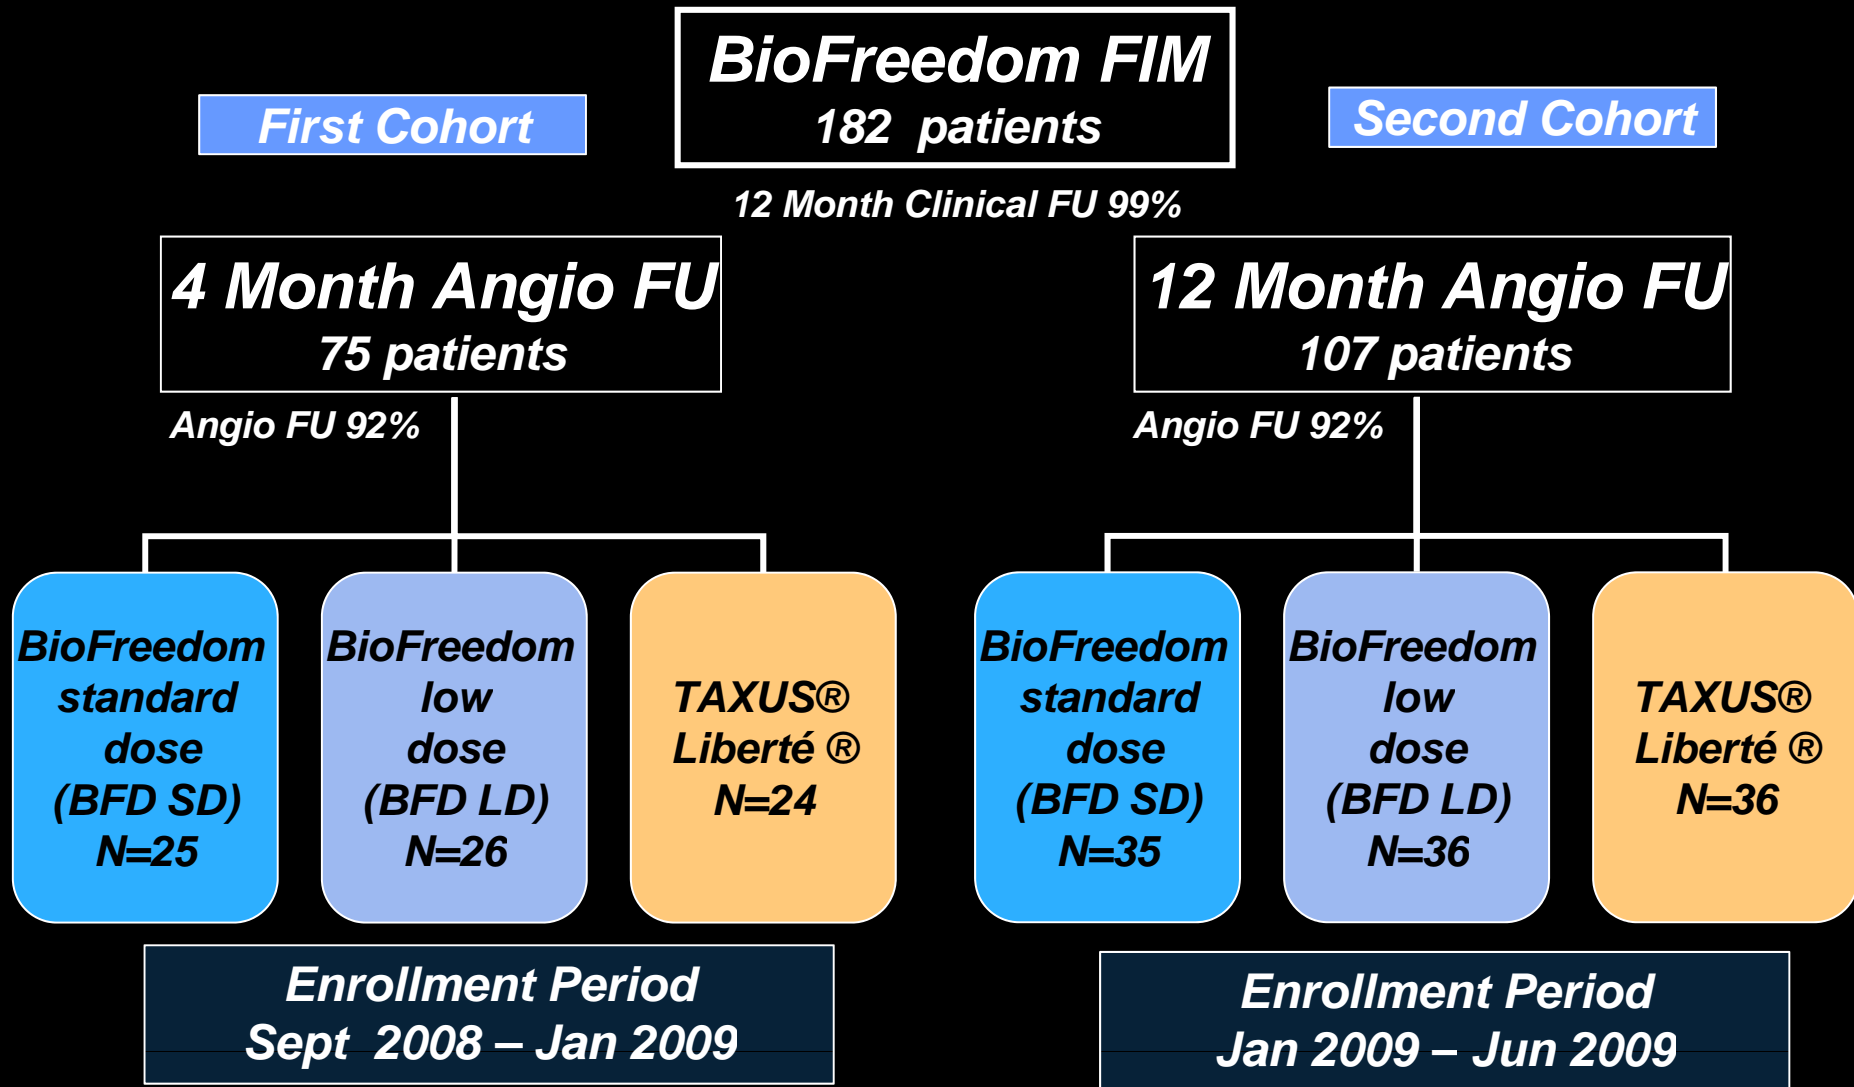 BioFreedom FIM
182 patients
First Cohort
Second Cohort
12 Month Clinical FU 99%
4 Month Angio FU
75 patients
Angio FU 92%
12 Month Angio FU
107 patients
Angio FU 92%
BioFreedom
standard
dose
(BFD SD)
N=25
BioFreedom
low
dose
(BFD LD)
N=26
TAXUS®
Liberté ®
N=24
BioFreedom
standard
dose
(BFD SD)
N=35
BioFreedom
low
dose
(BFD LD)
N=36
TAXUS®
Liberté ®
N=36
Enrollment Period
Sept 2008 – Jan 2009
Enrollment Period
Jan 2009 – Jun 2009